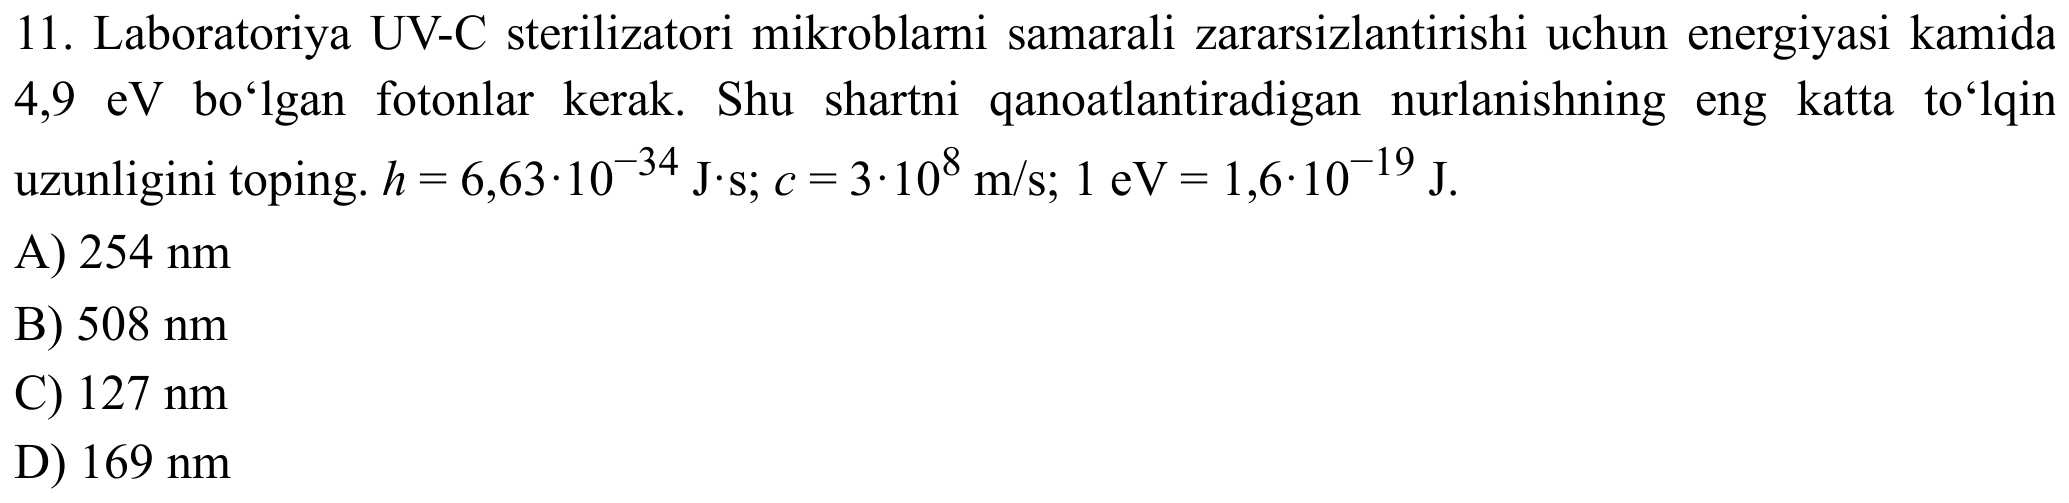 11. Laboratoriya UV-C sterilizatori mikroblarni samarali zararsizlantirishi uchun energiyasi kamida
4,9 eV bo‘lgan fotonlar kerak. Shu shartni qanoatlantiradigan nurlanishning eng katta to‘lqin
uzunligini toping. h = 6,63·10⁻³⁴ J·s; c = 3·10⁸ m/s; 1 eV = 1,6·10⁻¹⁹ J.
A) 254 nm
B) 508 nm
C) 127 nm
D) 169 nm